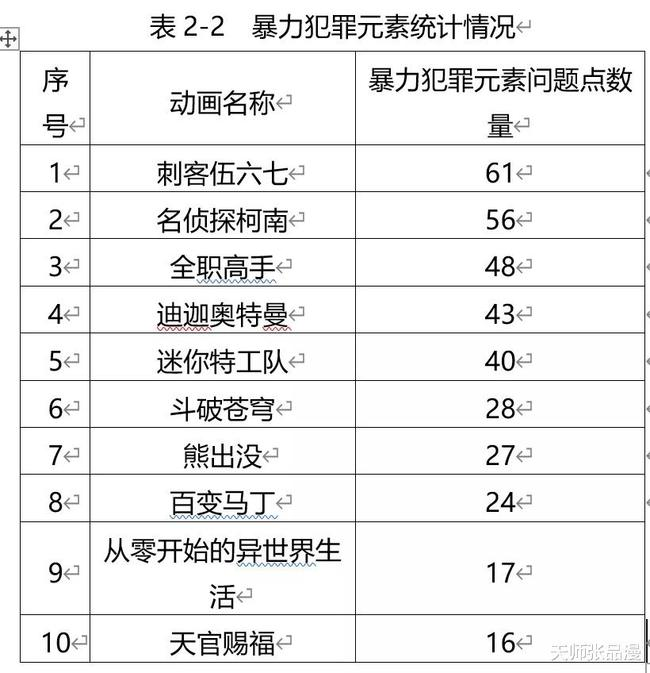 表 2-2 暴力犯罪元素统计情况
序
号
动画名称
暴力犯罪元素问题点数
量
1 刺客伍六七 61
2 名侦探柯南 56
3 全职高手 48
4 迪迦奥特曼 43
5 迷你特工队 40
6 斗破苍穹 28
7 熊出没 27
8 百变马丁 24
9 从零开始的异世界生
活 17
10 天官赐福 16
天师张品漫